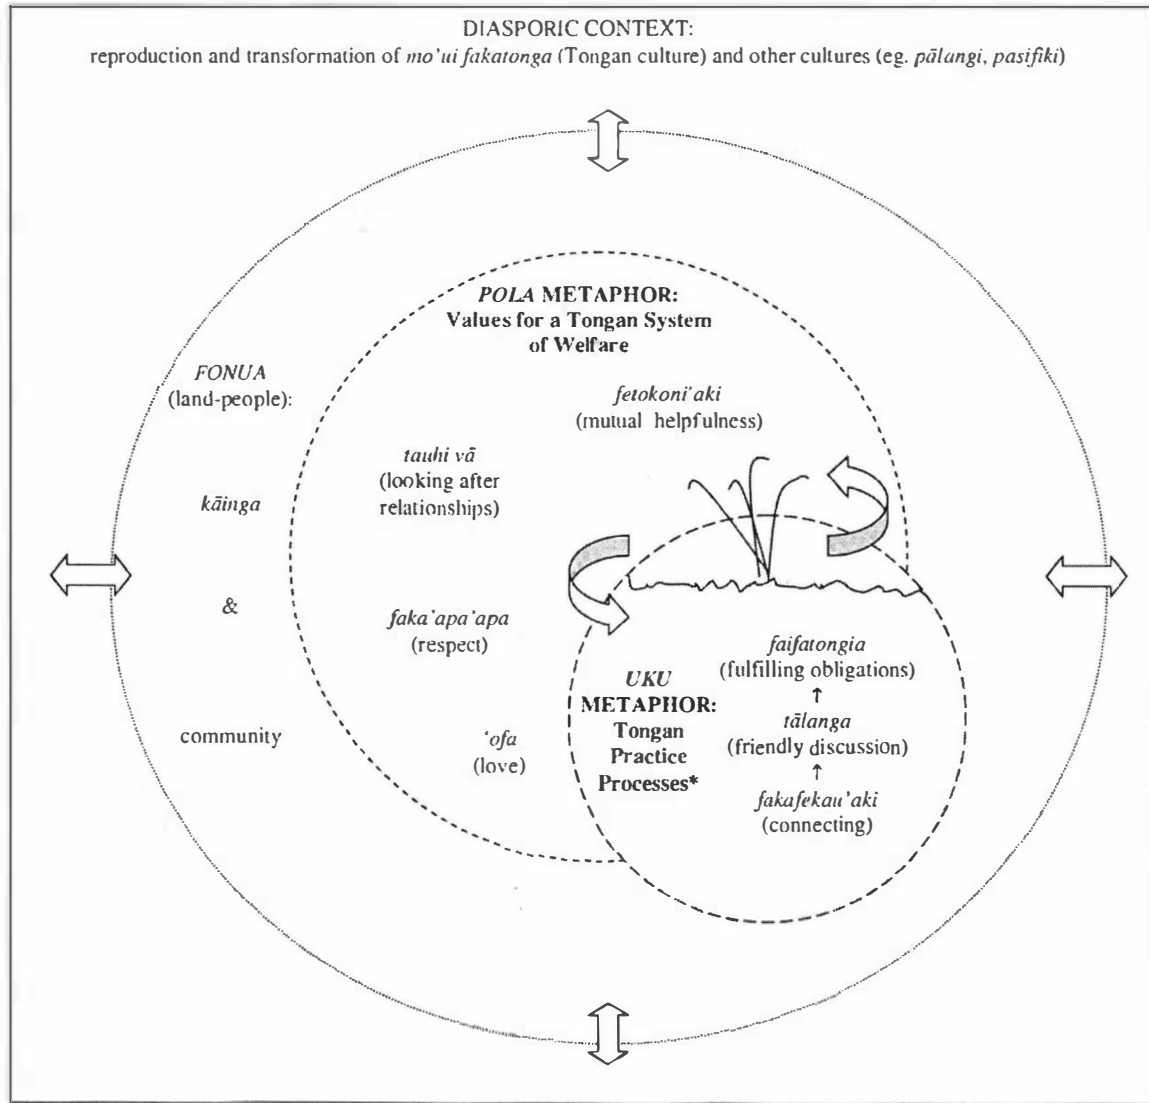 DIASPORIC CONTEXT:
reproduction and transformation of mo'ui fakatonga (Tongan culture) and other cultures (eg. pālangi, pasifiki)
POLA METAPHOR:
Values for a Tongan System
of Welfare
FONUA
(land-people):
kāinga
&
community
fetokoni'aki
(mutual helpfulness)
tauhi vā
(looking after
relationships)
faka'apa'apa
(respect)
'ofa
(love)
UKU
METAPHOR:
Tongan
Practice
Processes*
faifatongia
(fulfilling obligations)
↑
tālanga
(friendly discussion)
↑
fakafekau'aki
(connecting)